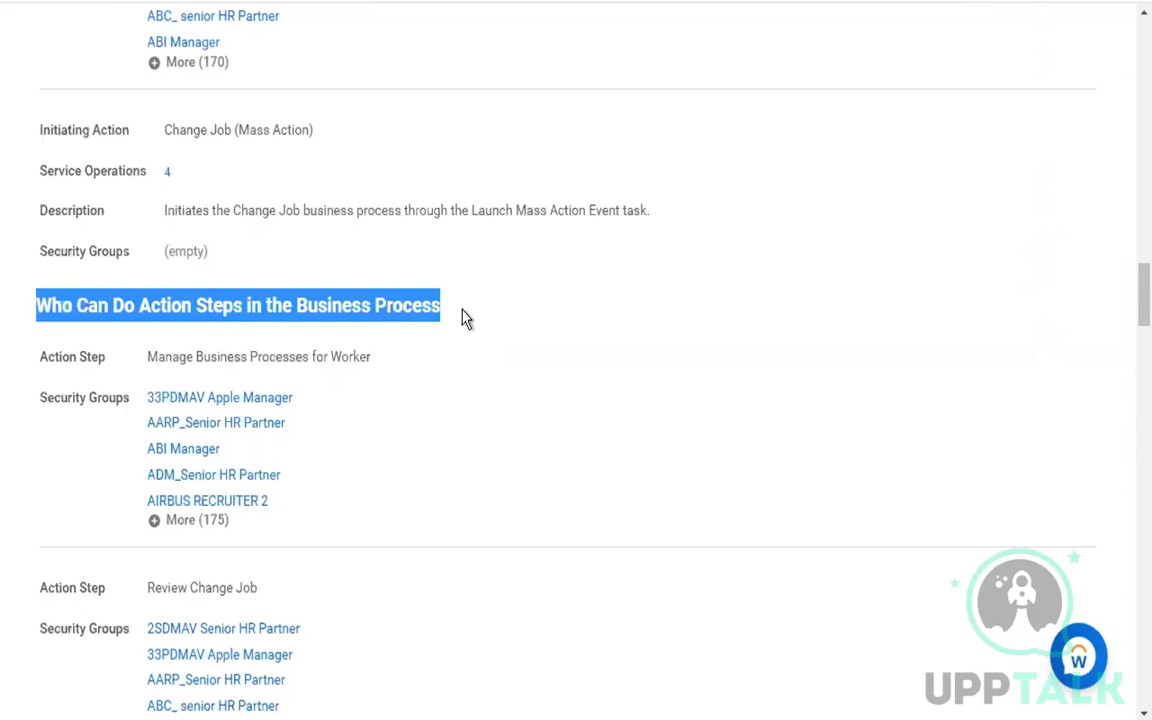 ABC_ senior HR Partner
ABI Manager
More (170)
Initiating Action Change Job (Mass Action)
Service Operations 4
Description Initiates the Change Job business process through the Launch Mass Action Event task.
Security Groups (empty)
Who Can Do Action Steps in the Business Process
Action Step Manage Business Processes for Worker
Security Groups 33PDMAV Apple Manager
AARP_Senior HR Partner
ABI Manager
ADM_Senior HR Partner
AIRBUS RECRUITER 2
More (175)
Action Step Review Change Job
Security Groups 2SDMAV Senior HR Partner
33PDMAV Apple Manager
AARP_Senior HR Partner
ABC_ senior HR Partner
W
UPPTALK